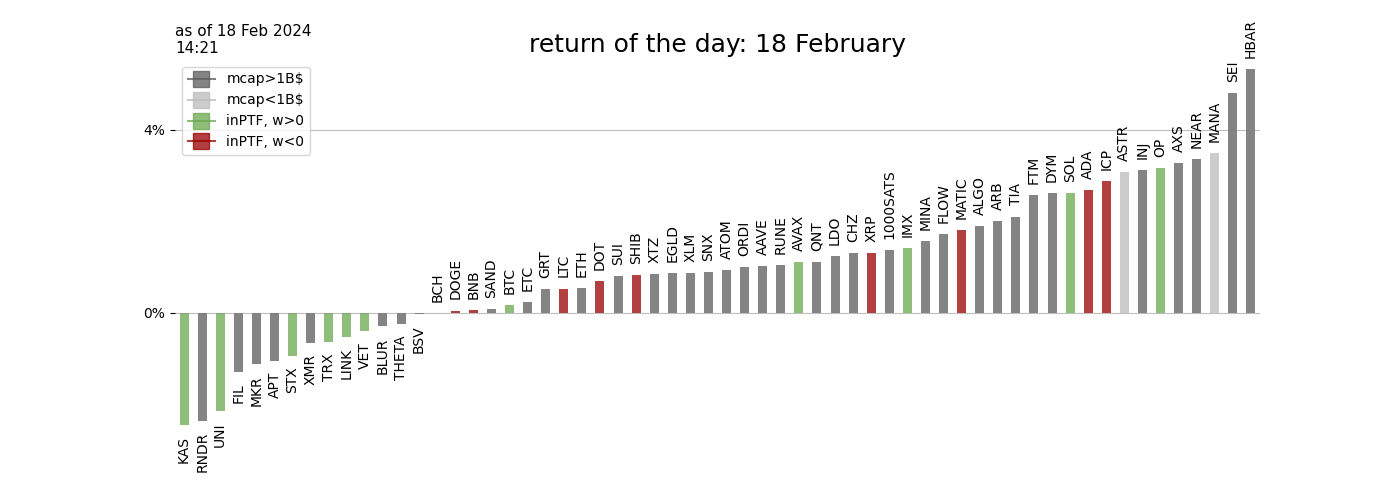 as of 18 Feb 2024
14:21
return of the day: 18 February
mcap>1B$
mcap<1B$
inPTF, w>0
inPTF, w<0
4%
0%
KAS
RNDR
UNI
FIL
MKR
APT
STX
XMR
TRX
LINK
VET
BLUR
THETA
BSV
BCH
DOGE
BNB
SAND
BTC
ETC
GRT
LTC
ETH
DOT
SUI
SHIB
XTZ
EGLD
XLM
SNX
ATOM
ORDI
AAVE
RUNE
AVAX
QNT
LDO
CHZ
XRP
1000SATS
IMX
MINA
FLOW
MATIC
ALGO
ARB
TIA
FTM
DYM
SOL
ADA
ICP
ASTR
INJ
OP
AXS
NEAR
MANA
SEI
HBAR